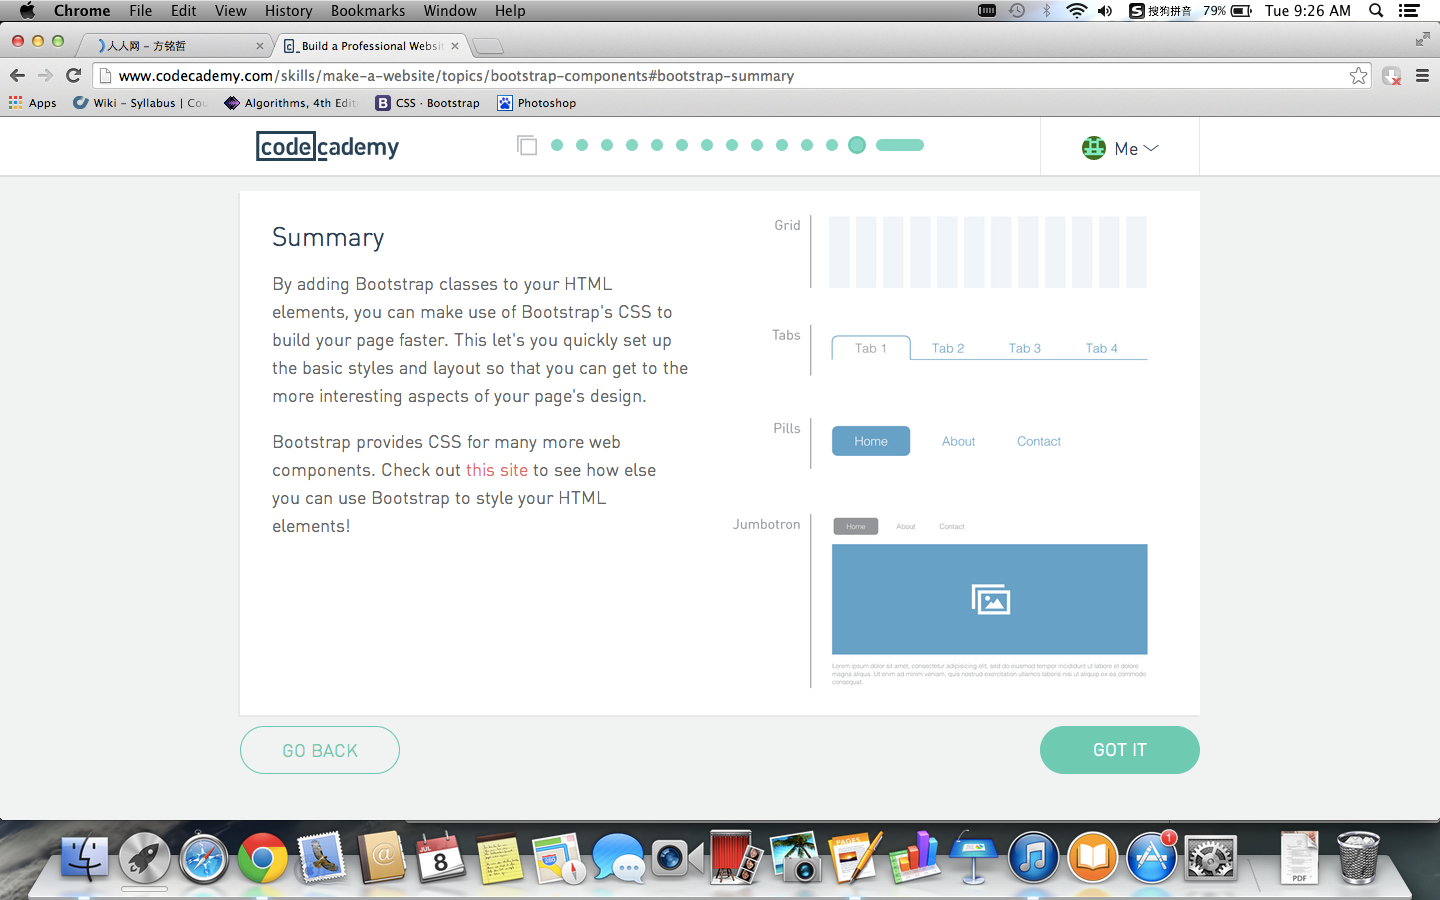 Chrome File Edit View History Bookmarks Window Help
搜狗拼音 79% Tue 9:26 AM
人人网 - 方铭哲
Build a Professional Websit
www.codecademy.com/skills/make-a-website/topics/bootstrap-components#bootstrap-summary
Apps Wiki - Syllabus | Cou Algorithms, 4th Edit B CSS · Bootstrap Photoshop
codecademy
Me
Summary
By adding Bootstrap classes to your HTML
elements, you can make use of Bootstrap's CSS to
build your page faster. This let's you quickly set up
the basic styles and layout so that you can get to the
more interesting aspects of your page's design.
Bootstrap provides CSS for many more web
components. Check out this site to see how else
you can use Bootstrap to style your HTML
elements!
Grid
Tabs
Tab 1 Tab 2 Tab 3 Tab 4
Pills
Home About Contact
Jumbotron
Home About Contact
Lorem ipsum dolor sit amet, consectetur adipisicing elit, sed do eiusmod tempor incididunt ut labore et dolore
magna aliqua. Ut enim ad minim veniam, quis nostrud exercitation ullamco laboris nisi ut aliquip ex ea commodo
consequat.
GO BACK
GOT IT
JUL
8
280
PAGES
1
PDF